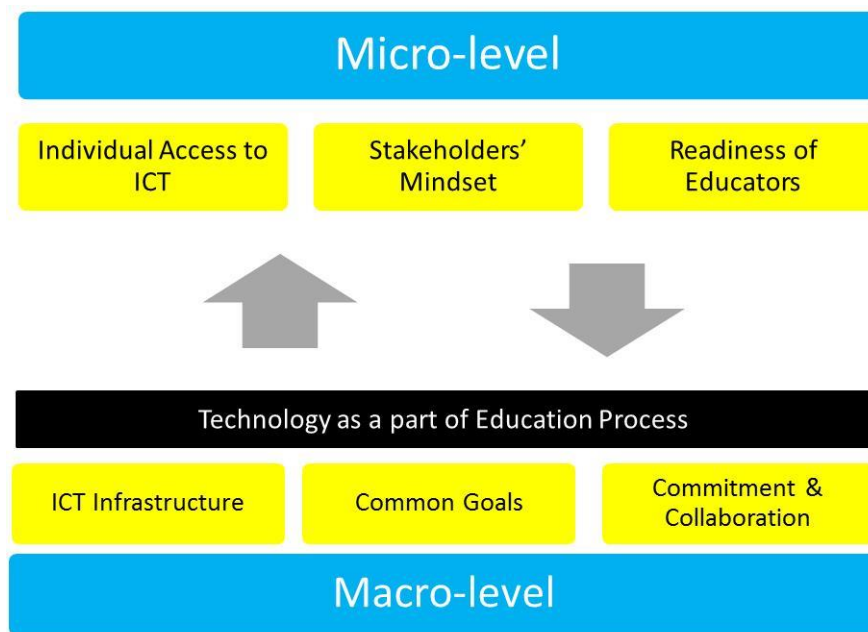 Micro-level
Individual Access to
ICT
Stakeholders’
Mindset
Readiness of
Educators
Technology as a part of Education Process
ICT Infrastructure
Common Goals
Commitment &
Collaboration
Macro-level